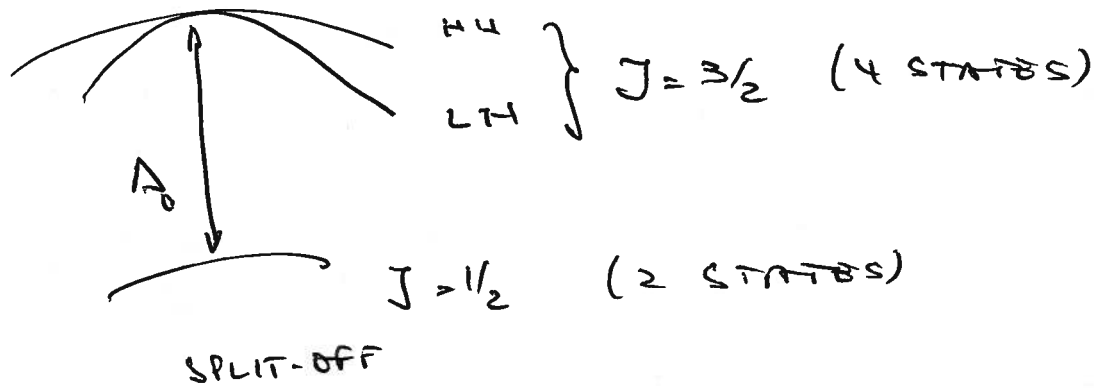 HH
J = 3/2 (4 STATES)
LH
Δ₀
J = 1/2 (2 STATES)
SPLIT-OFF